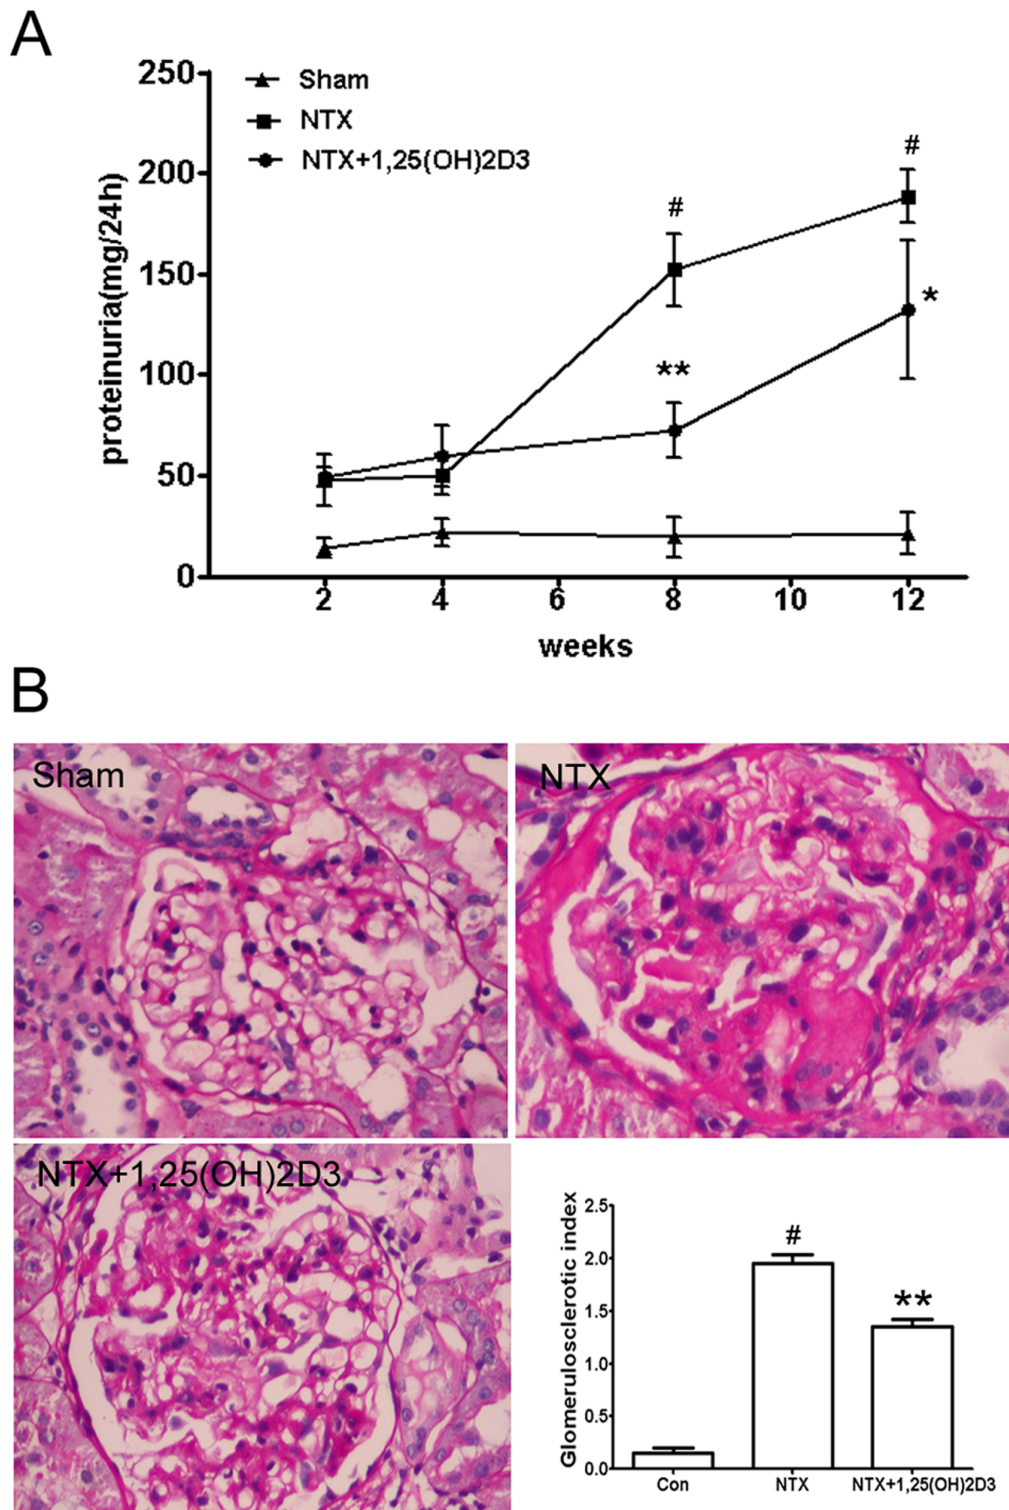 A
250
200
150
100
50
0
proteinuria(mg/24h)
Sham
NTX
NTX+1,25(OH)2D3
#
#
**
*
2 4 6 8 10 12
weeks
B
Sham
NTX
NTX+1,25(OH)2D3
Glomerulosclerotic index
2.5
2.0
1.5
1.0
0.5
0.0
#
**
Con NTX NTX+1,25(OH)2D3